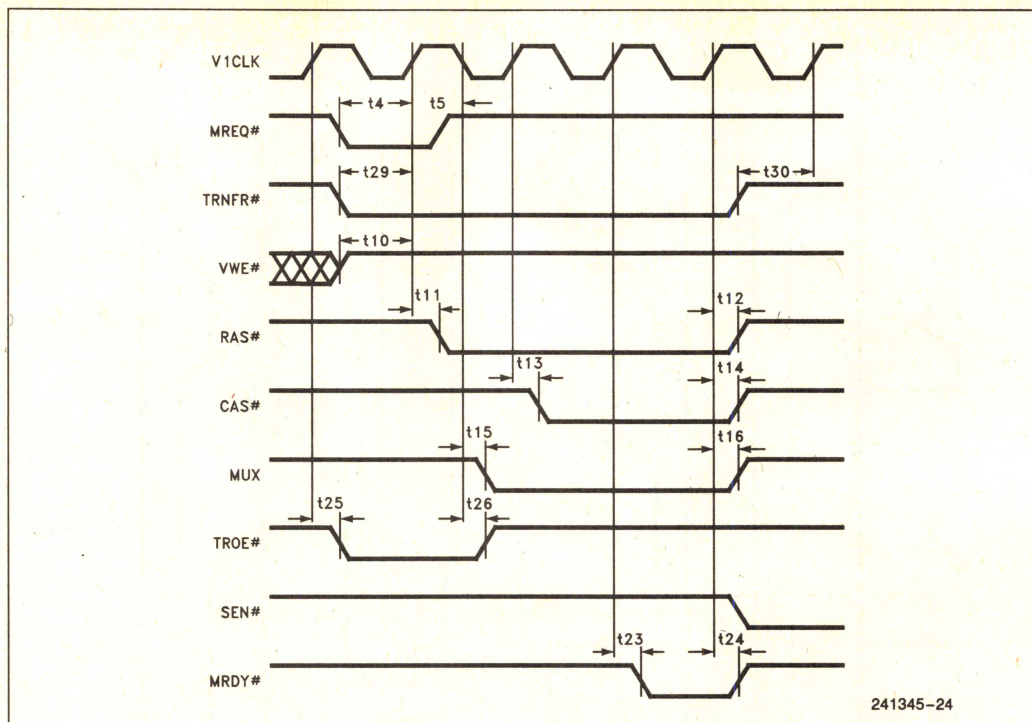 V1CLK
t4 t5
MREQ#
t29 t30
TRNFR#
t10
VWE#
t11 t12
RAS#
t13 t14
CAS#
t15 t16
MUX
t25 t26
TROE#
SEN#
t23 t24
MRDY#
241345-24